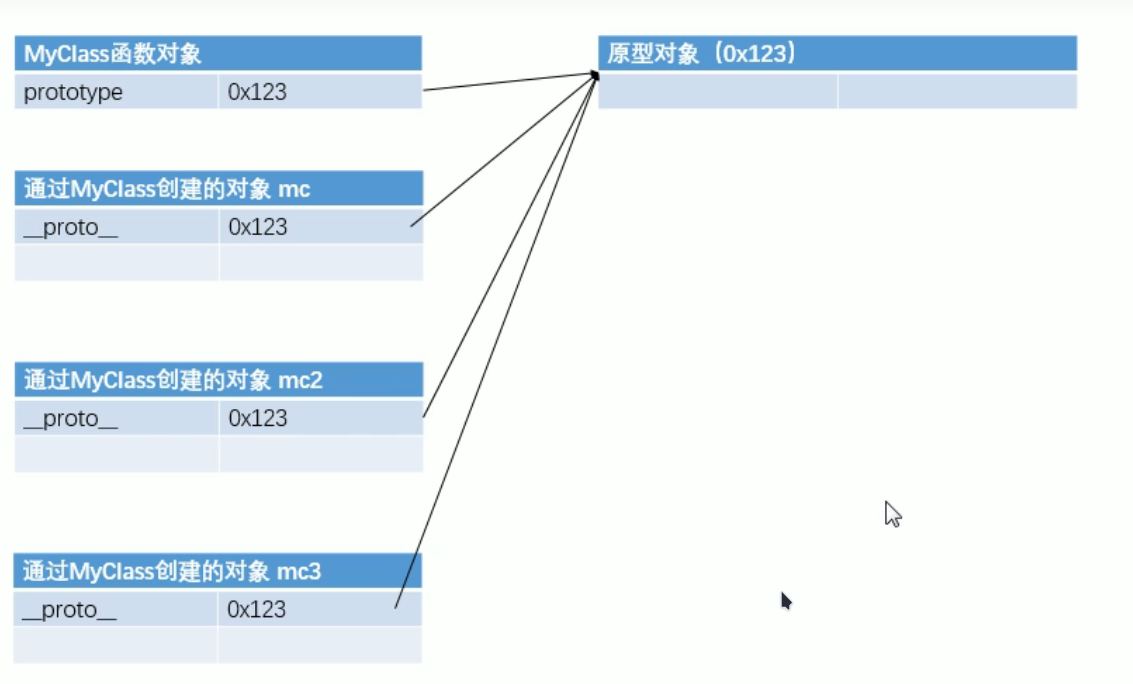 MyClass函数对象
prototype 0x123
原型对象（0x123）
通过MyClass创建的对象 mc
__proto__ 0x123
通过MyClass创建的对象 mc2
__proto__ 0x123
通过MyClass创建的对象 mc3
__proto__ 0x123